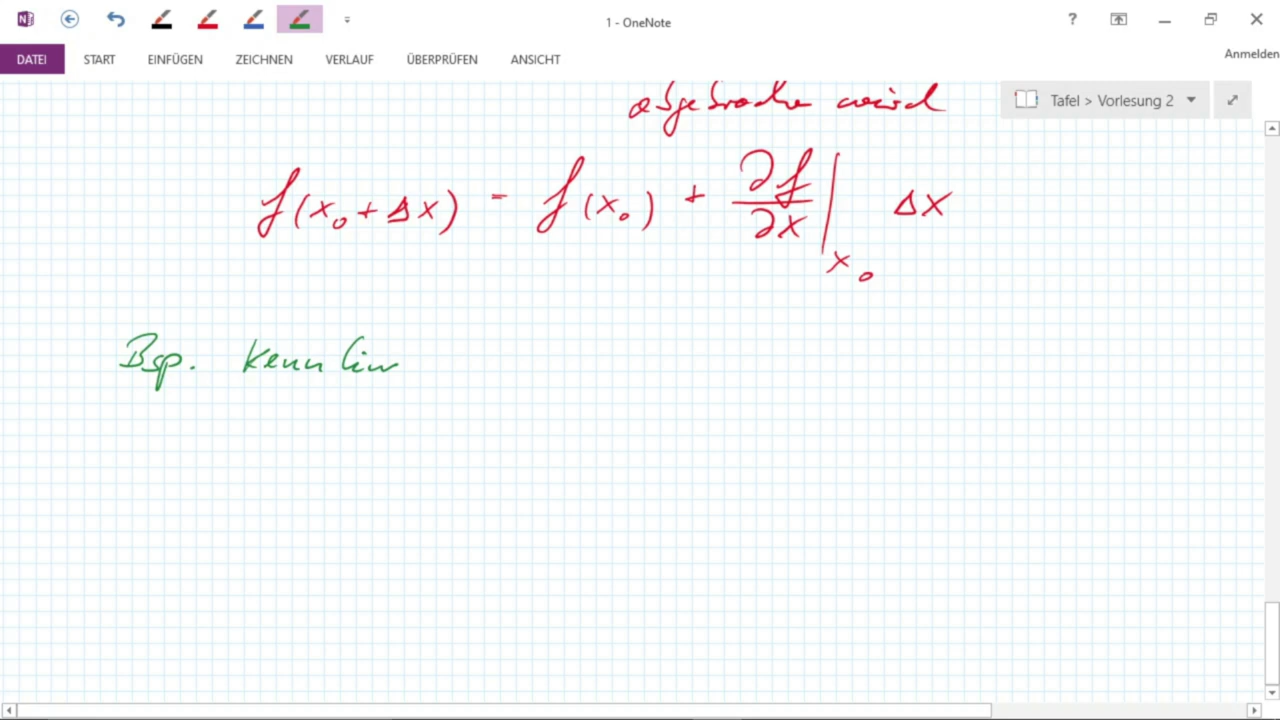 1 - OneNote
?
DATEI START EINFÜGEN ZEICHNEN VERLAUF ÜBERPRÜFEN ANSICHT
Anmelden
Tafel > Vorlesung 2
abgebrochen wird
f(x₀ + Δx) = f(x₀) + ∂f/∂x |x₀ Δx
Bsp. Kennlin